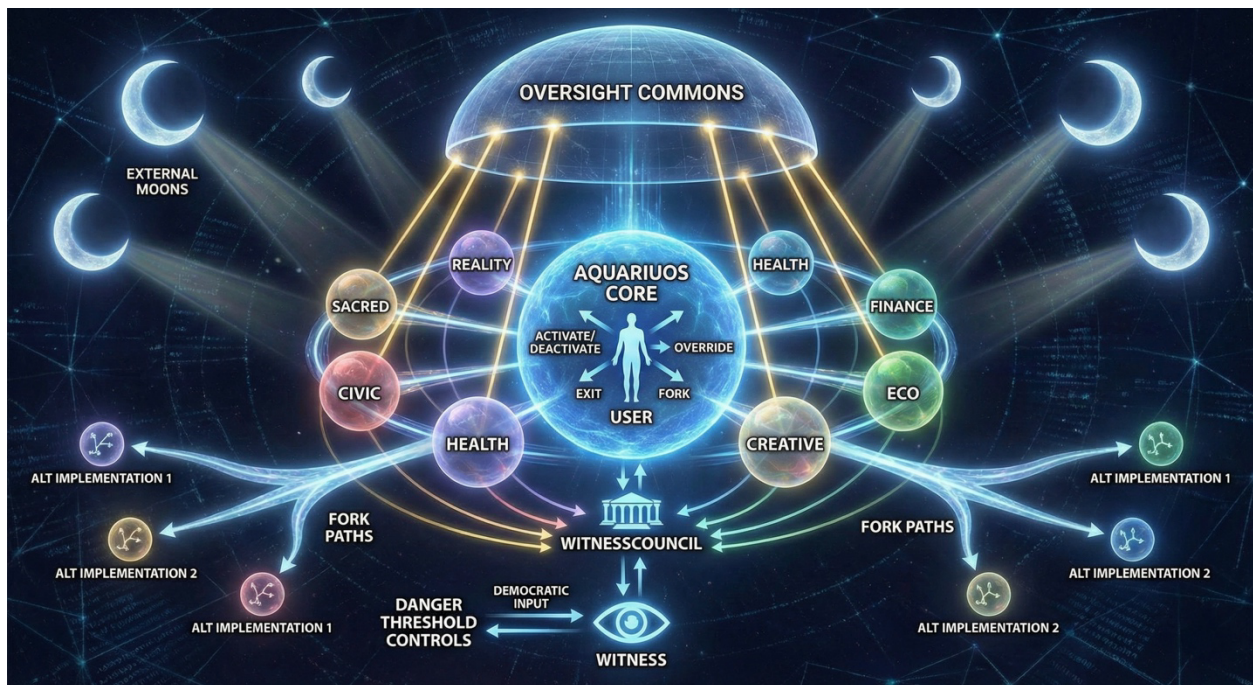 OVERSIGHT COMMONS
EXTERNAL
MOONS
REALITY
HEALTH
AQUARIUOS
CORE
SACRED
FINANCE
ACTIVATE/
DEACTIVATE
OVERRIDE
CIVIC
EXIT
FORK
ECO
USER
HEALTH
CREATIVE
ALT IMPLEMENTATION 1
ALT IMPLEMENTATION 1
FORK
PATHS
FORK PATHS
WITNESSCOUNCIL
ALT IMPLEMENTATION 2
ALT IMPLEMENTATION 2
DEMOCRATIC
INPUT
DANGER
THRESHOLD
CONTROLS
ALT IMPLEMENTATION 1
ALT IMPLEMENTATION 2
WITNESS